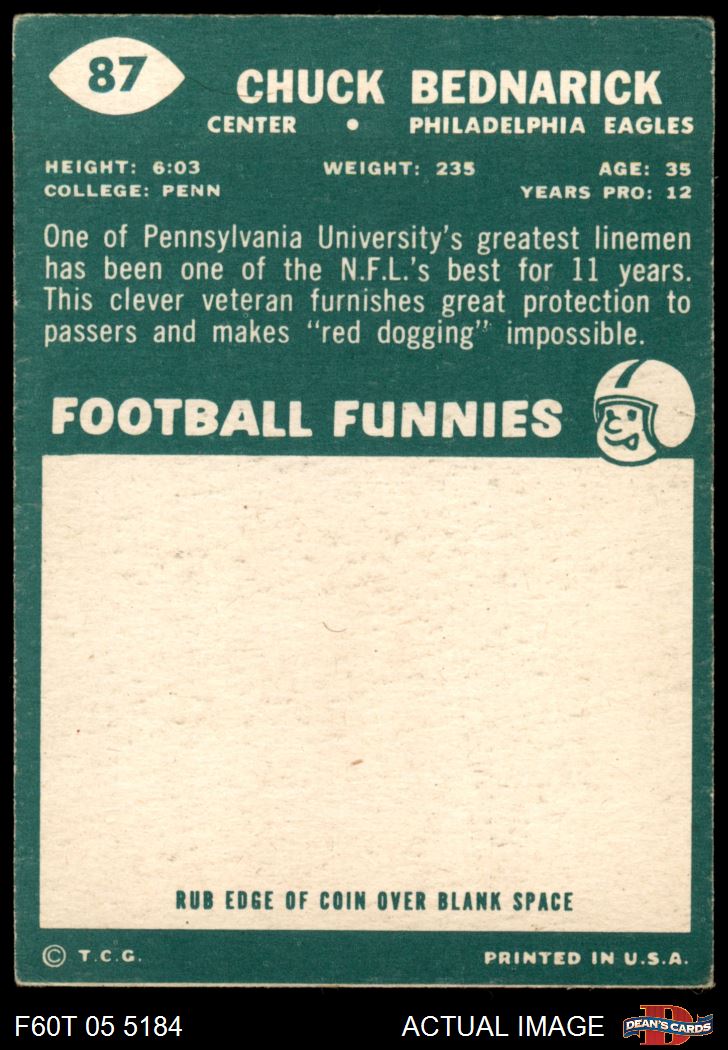 87
CHUCK BEDNARICK
CENTER • PHILADELPHIA EAGLES
HEIGHT: 6:03 WEIGHT: 235 AGE: 35
COLLEGE: PENN YEARS PRO: 12
One of Pennsylvania University's greatest linemen
has been one of the N.F.L.'s best for 11 years.
This clever veteran furnishes great protection to
passers and makes "red dogging" impossible.
FOOTBALL FUNNIES
RUB EDGE OF COIN OVER BLANK SPACE
© T.C.G. PRINTED IN U.S.A.
F60T 05 5184 ACTUAL IMAGE D DEAN'S CARDS